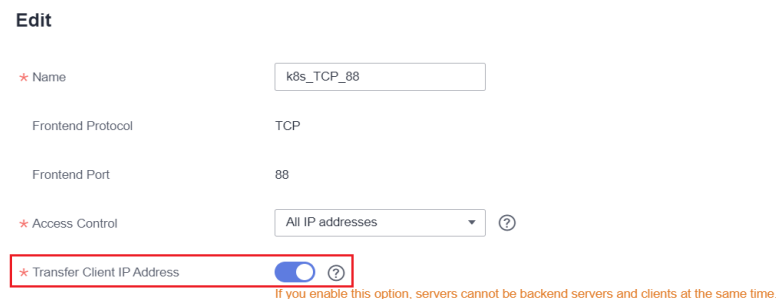 Edit
* Name k8s_TCP_88
Frontend Protocol TCP
Frontend Port 88
* Access Control All IP addresses ?
* Transfer Client IP Address ?
If you enable this option, servers cannot be backend servers and clients at the same time.